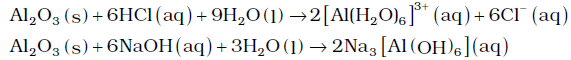 Al₂O₃(s)+6HCl(aq)+9H₂O(l)→2[Al(H₂O)₆]³⁺(aq)+6Cl⁻(aq)
Al₂O₃(s)+6NaOH(aq)+3H₂O(l)→2Na₃[Al(OH)₆](aq)